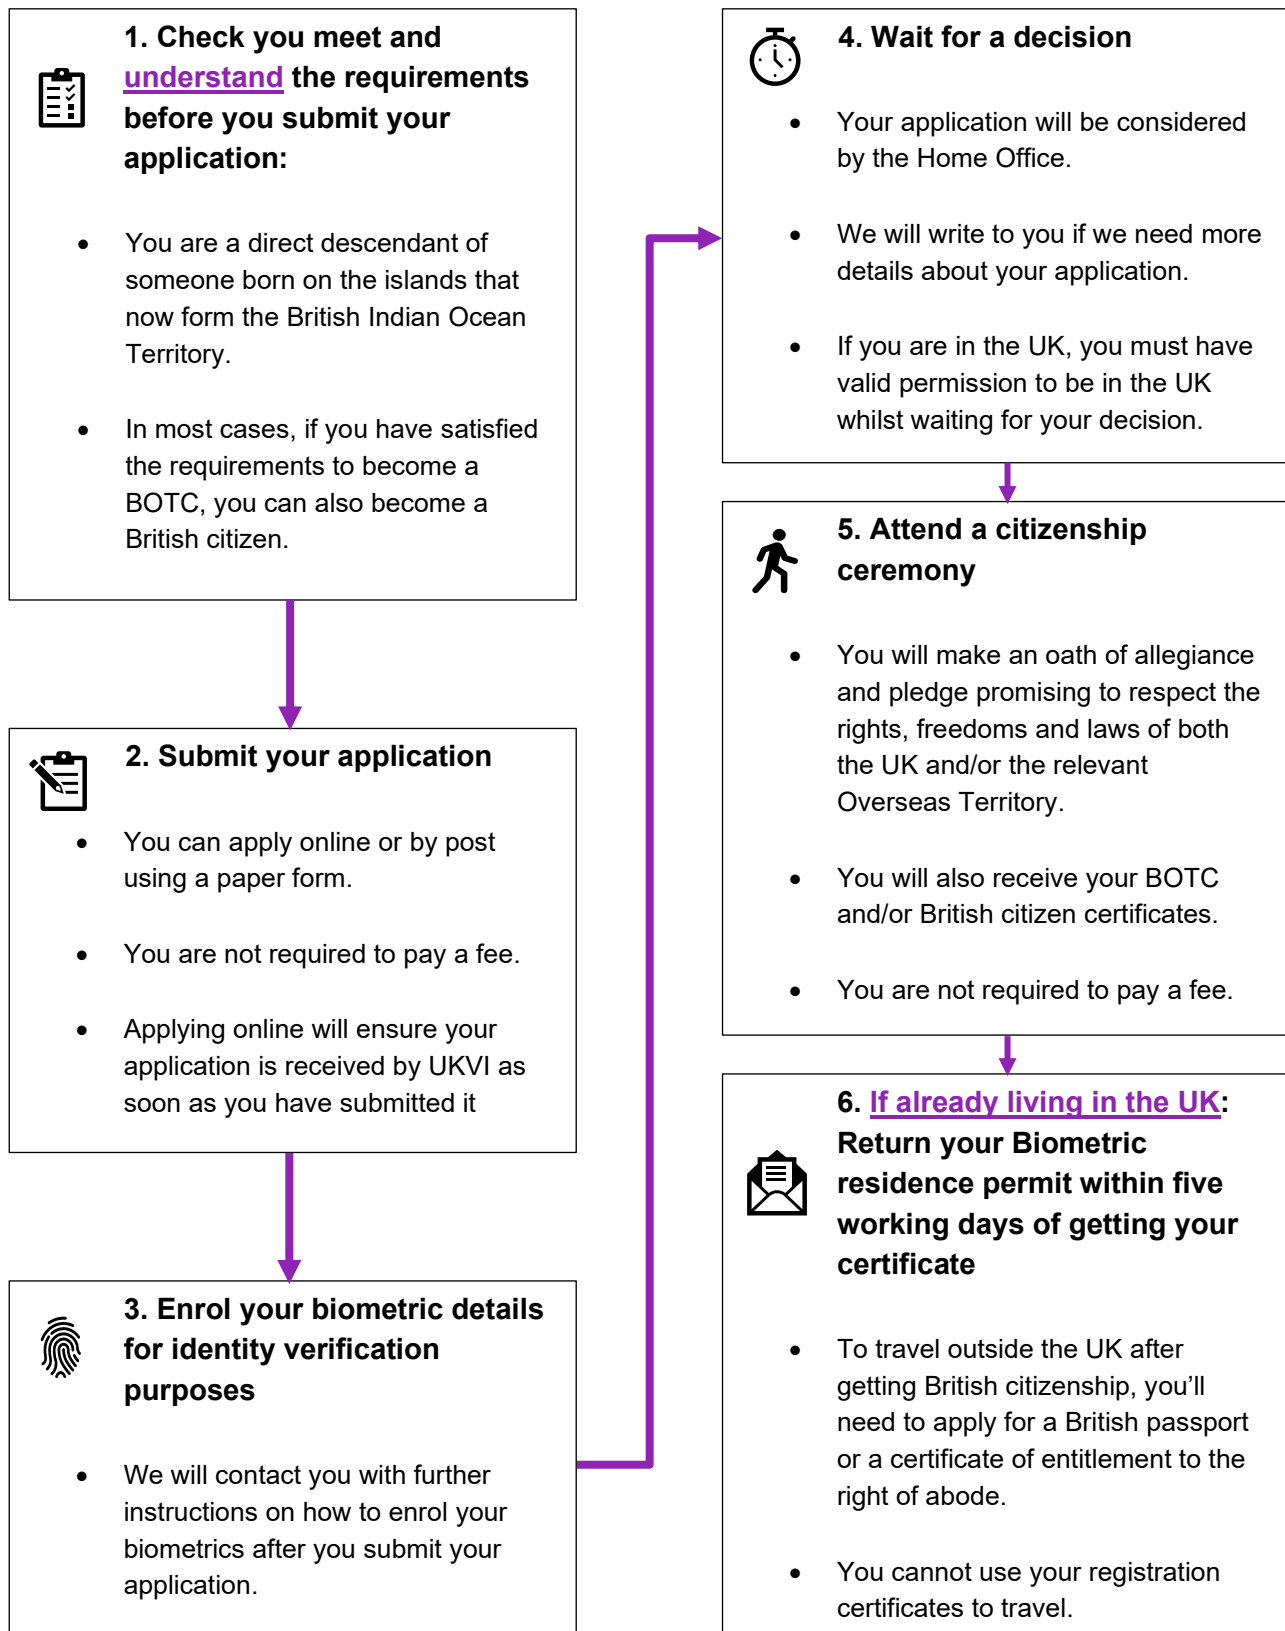 1. Check you meet and
understand the requirements
before you submit your
application:
• You are a direct descendant of
someone born on the islands that
now form the British Indian Ocean
Territory.
• In most cases, if you have satisfied
the requirements to become a
BOTC, you can also become a
British citizen.
2. Submit your application
• You can apply online or by post
using a paper form.
• You are not required to pay a fee.
• Applying online will ensure your
application is received by UKVI as
soon as you have submitted it
3. Enrol your biometric details
for identity verification
purposes
• We will contact you with further
instructions on how to enrol your
biometrics after you submit your
application.
4. Wait for a decision
• Your application will be considered
by the Home Office.
• We will write to you if we need more
details about your application.
• If you are in the UK, you must have
valid permission to be in the UK
whilst waiting for your decision.
5. Attend a citizenship
ceremony
• You will make an oath of allegiance
and pledge promising to respect the
rights, freedoms and laws of both
the UK and/or the relevant
Overseas Territory.
• You will also receive your BOTC
and/or British citizen certificates.
• You are not required to pay a fee.
6. If already living in the UK:
Return your Biometric
residence permit within five
working days of getting your
certificate
• To travel outside the UK after
getting British citizenship, you’ll
need to apply for a British passport
or a certificate of entitlement to the
right of abode.
• You cannot use your registration
certificates to travel.